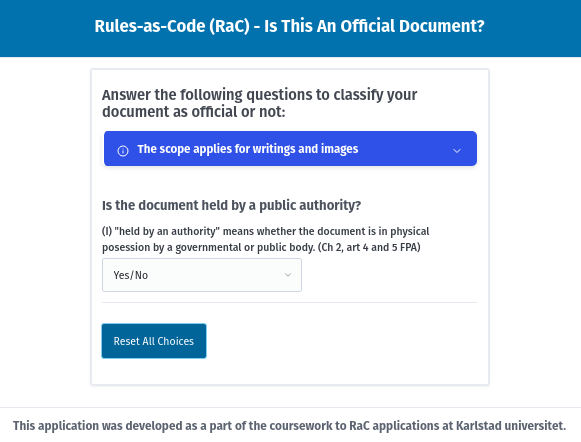 Rules-as-Code (RaC) - Is This An Official Document?
Answer the following questions to classify your
document as official or not:
The scope applies for writings and images
Is the document held by a public authority?
(I) "held by an authority" means whether the document is in physical
posession by a governmental or public body. (Ch 2, art 4 and 5 FPA)
Yes/No
Reset All Choices
This application was developed as a part of the coursework to RaC applications at Karlstad universitet.